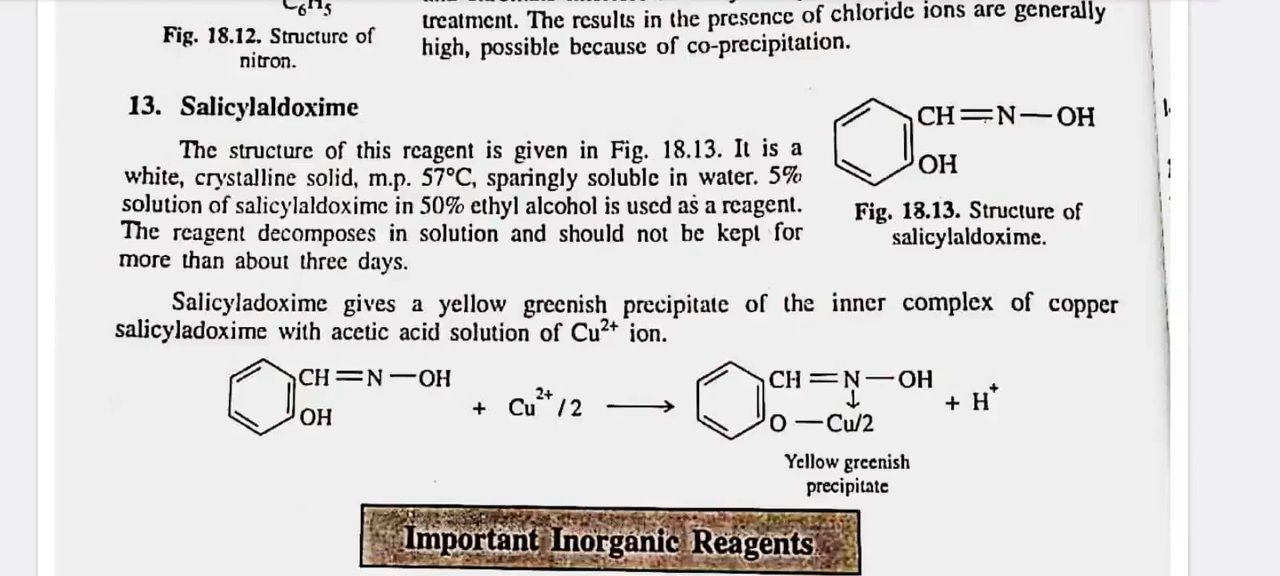 C₆H₅
Fig. 18.12. Structure of
nitron.
treatment. The results in the presence of chloride ions are generally
high, possible because of co-precipitation.
13. Salicylaldoxime
The structure of this reagent is given in Fig. 18.13. It is a
white, crystalline solid, m.p. 57°C, sparingly soluble in water. 5%
solution of salicylaldoxime in 50% ethyl alcohol is used as a reagent.
The reagent decomposes in solution and should not be kept for
more than about three days.
CH=N—OH
OH
Fig. 18.13. Structure of
salicylaldoxime.
Salicyladoxime gives a yellow greenish precipitate of the inner complex of copper
salicyladoxime with acetic acid solution of Cu²⁺ ion.
CH=N—OH
OH
+ Cu²⁺/2 ⟶
CH=N—OH
↓
O—Cu/2
+ H⁺
Yellow greenish
precipitate
Important Inorganic Reagents